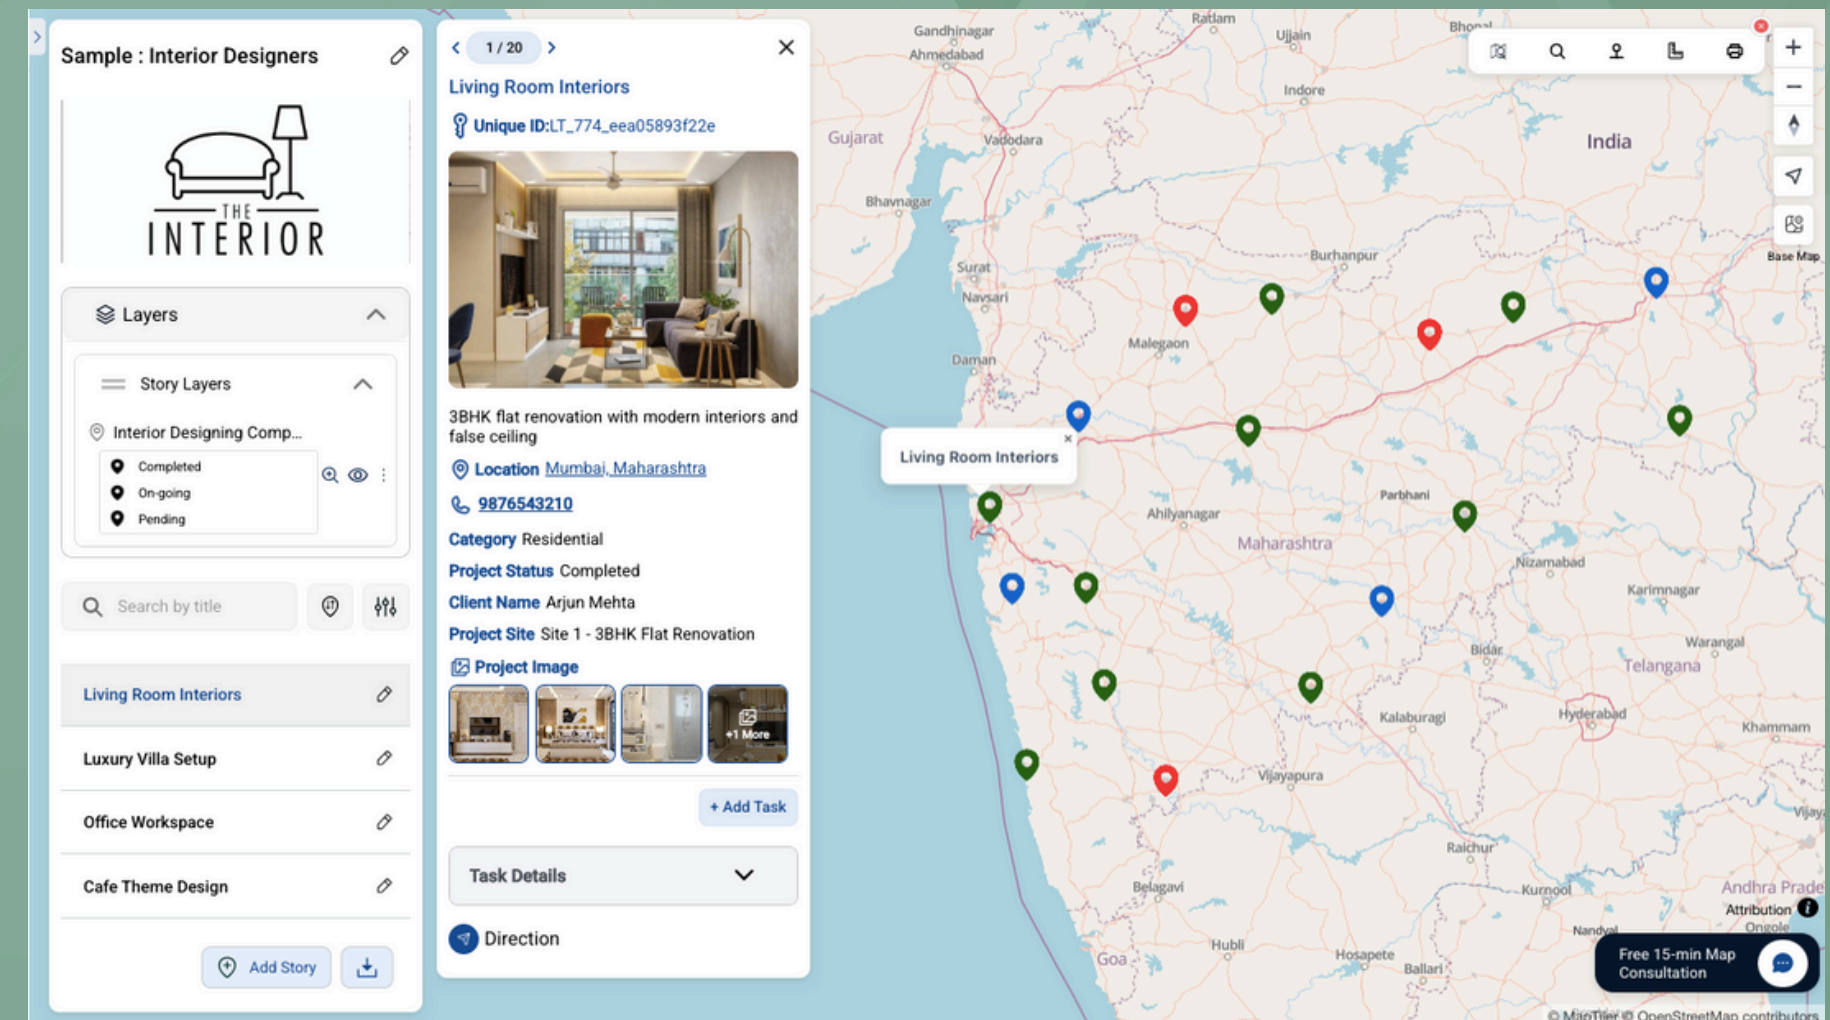 Sample : Interior Designers
THE
INTERIOR
Layers
Story Layers
Interior Designing Comp...
Completed
On-going
Pending
Search by title
Living Room Interiors
Luxury Villa Setup
Office Workspace
Cafe Theme Design
Add Story
1 / 20
Living Room Interiors
Unique ID:LT_774_eea05893f22e
3BHK flat renovation with modern interiors and
false ceiling
Location Mumbai, Maharashtra
9876543210
Category Residential
Project Status Completed
Client Name Arjun Mehta
Project Site Site 1 - 3BHK Flat Renovation
Project Image
+1 More
+ Add Task
Task Details
Direction
Gandhinagar
Ahmedabad
Ratlam
Ujjain
Bhopal
Indore
Gujarat
Vadodara
India
Bhavnagar
Burhanpur
Base Map
Surat
Navsari
Malegaon
Daman
Living Room Interiors
Parbhani
Ahilyanagar
Maharashtra
Nizamabad
Karimnagar
Warangal
Bidar
Telangana
Kalaburagi
Hyderabad
Khammam
Vijayapura
Vijay
Raichur
Belagavi
Kurnool
Andhra Prade
Attribution
Ongole
Nandyal
Hubli
Goa
Hosapete
Ballari
Free 15-min Map
Consultation
© MapTiler © OpenStreetMap contributors